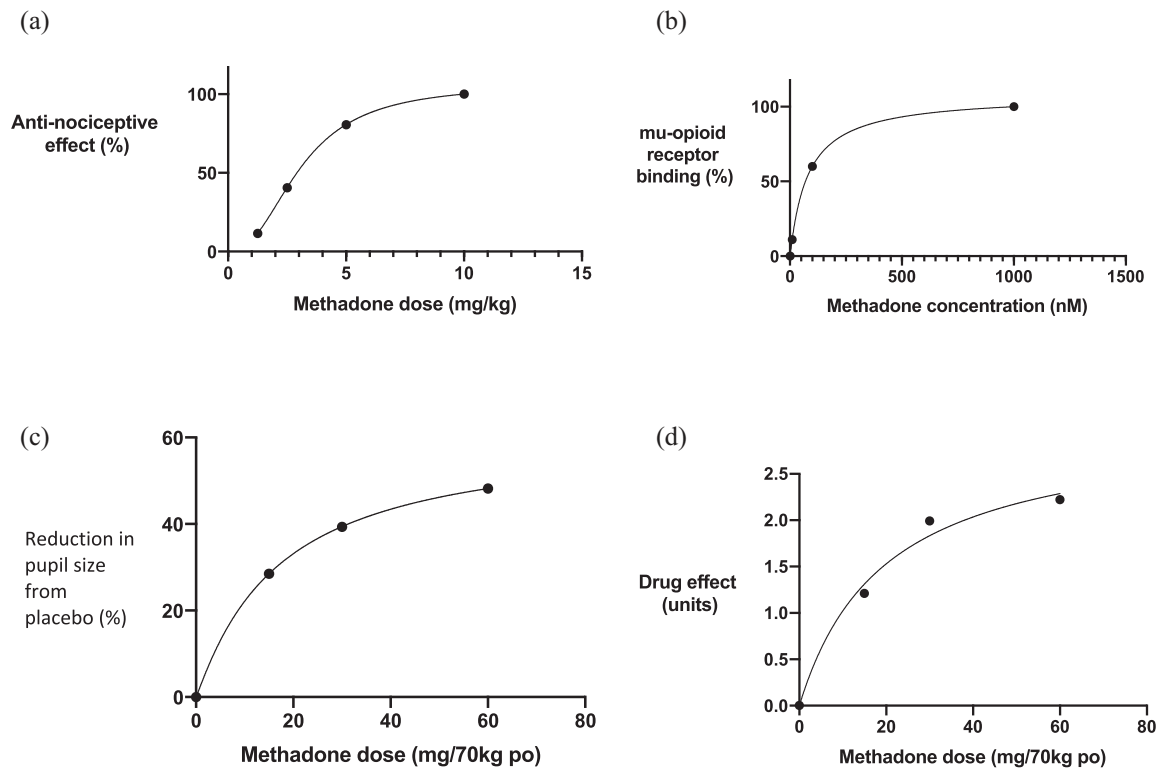 (a)
Anti-nociceptive
effect (%)
100
50
0
0 5 10 15
Methadone dose (mg/kg)
(b)
mu-opioid
receptor
binding (%)
100
50
0
0 500 1000 1500
Methadone concentration (nM)
(c)
Reduction in
pupil size
from
placebo (%)
60
40
20
0
0 20 40 60 80
Methadone dose (mg/70kg po)
(d)
Drug effect
(units)
2.5
2.0
1.5
1.0
0.5
0.0
0 20 40 60 80
Methadone dose (mg/70kg po)